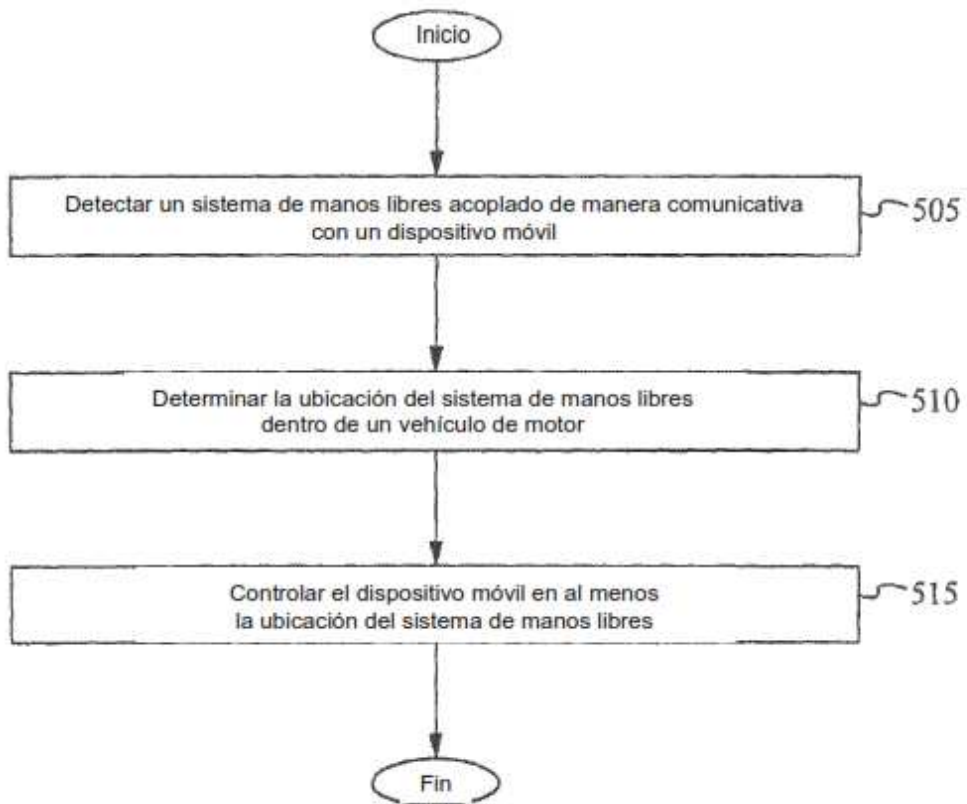 Inicio
Detectar un sistema de manos libres acoplado de manera comunicativa
con un dispositivo móvil
505
Determinar la ubicación del sistema de manos libres
dentro de un vehículo de motor
510
Controlar el dispositivo móvil en al menos
la ubicación del sistema de manos libres
515
Fin